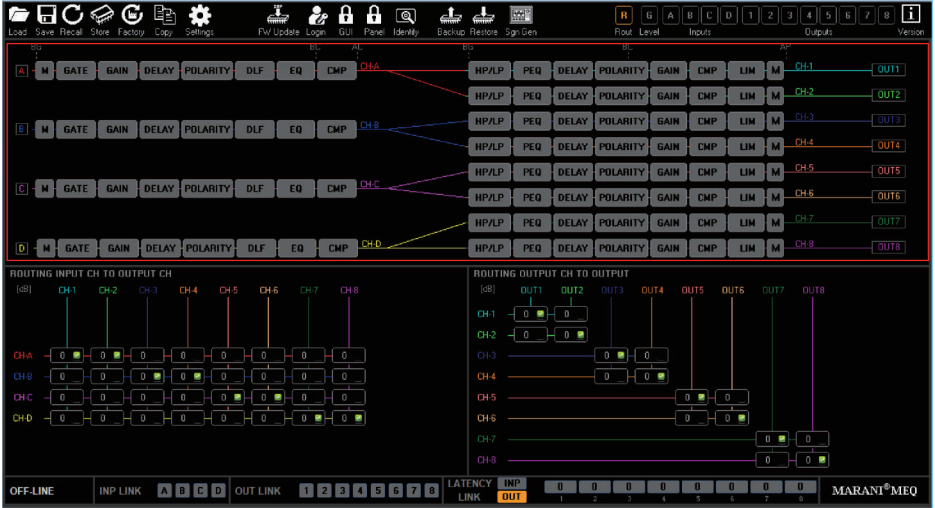 R G A B C D 1 2 3 4 5 6 7 8 i
Load Save Recall Store Factory Copy Settings FW Update Login GUI Panel Identify Backup Restore Sgn Gen Rout Level Inputs Outputs Version
BG BC AC BG BC AP
A M GATE GAIN DELAY POLARITY DLF EQ CMP CH-A HP/LP PEQ DELAY POLARITY GAIN CMP LIM M CH-1 OUT1
HP/LP PEQ DELAY POLARITY GAIN CMP LIM M CH-2 OUT2
B M GATE GAIN DELAY POLARITY DLF EQ CMP CH-B HP/LP PEQ DELAY POLARITY GAIN CMP LIM M CH-3 OUT3
HP/LP PEQ DELAY POLARITY GAIN CMP LIM M CH-4 OUT4
C M GATE GAIN DELAY POLARITY DLF EQ CMP CH-C HP/LP PEQ DELAY POLARITY GAIN CMP LIM M CH-5 OUT5
HP/LP PEQ DELAY POLARITY GAIN CMP LIM M CH-6 OUT6
HP/LP PEQ DELAY POLARITY GAIN CMP LIM M CH-7 OUT7
D M GATE GAIN DELAY POLARITY DLF EQ CMP CH-D HP/LP PEQ DELAY POLARITY GAIN CMP LIM M CH-8 OUT8
ROUTING INPUT CH TO OUTPUT CH
[dB] CH-1 CH-2 CH-3 CH-4 CH-5 CH-6 CH-7 CH-8
CH-A 0 0 0 0 0 0 0 0
CH-B 0 0 0 0 0 0 0 0
CH-C 0 0 0 0 0 0 0 0
CH-D 0 0 0 0 0 0 0 0
ROUTING OUTPUT CH TO OUTPUT
[dB] OUT1 OUT2 OUT3 OUT4 OUT5 OUT6 OUT7 OUT8
CH-1 0 0
CH-2 0 0
CH-3 0 0
CH-4 0 0
CH-5 0 0
CH-6 0 0
CH-7 0 0
CH-8 0 0
OFF-LINE INP LINK A B C D OUT LINK 1 2 3 4 5 6 7 8
LATENCY LINK INP OUT
0 0 0 0 0 0 0 0
1 2 3 4 5 6 7 8
MARANI® MEQ